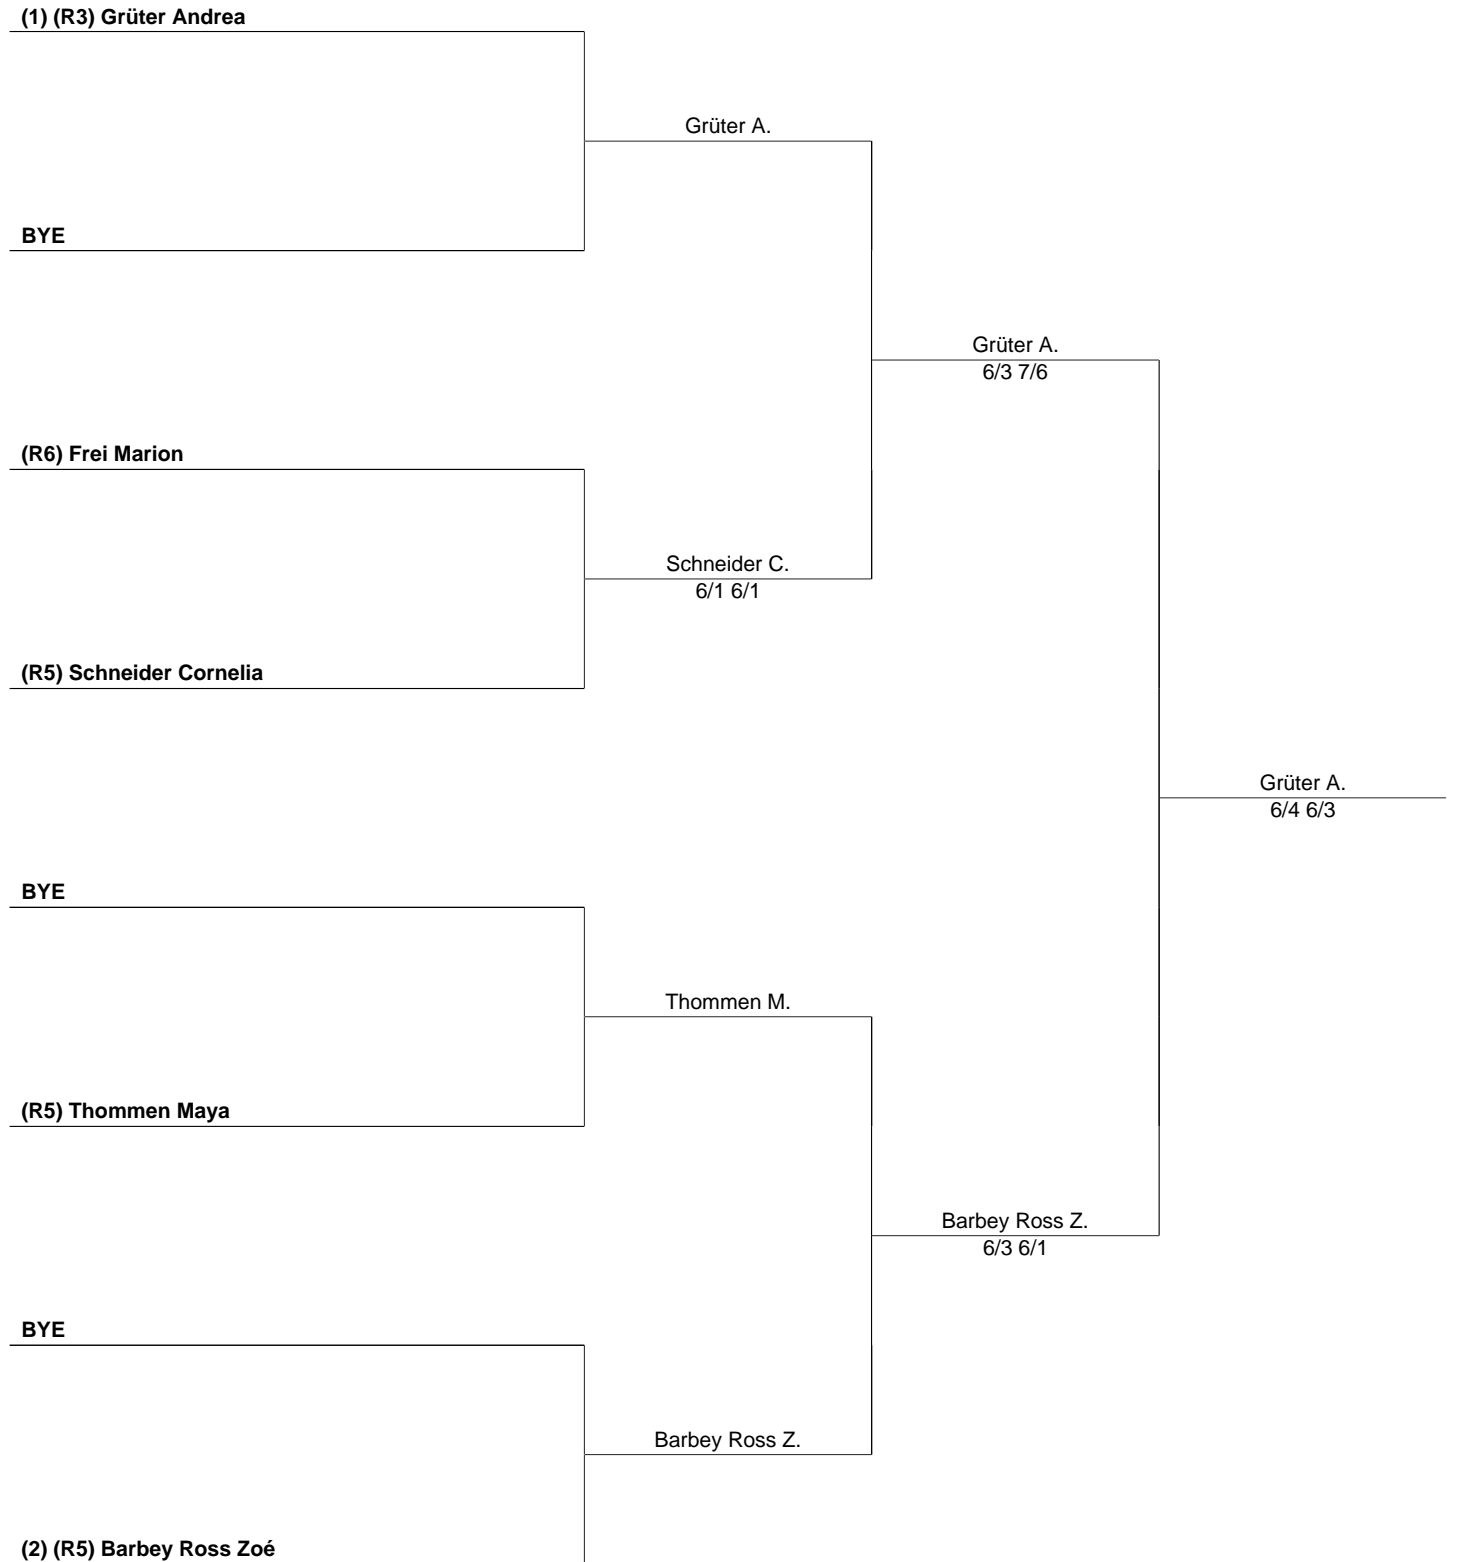 (1) (R3) Grüter Andrea
Grüter A.
BYE
Grüter A.
6/3 7/6
(R6) Frei Marion
Schneider C.
6/1 6/1
(R5) Schneider Cornelia
Grüter A.
6/4 6/3
BYE
Thommen M.
(R5) Thommen Maya
Barbey Ross Z.
6/3 6/1
BYE
Barbey Ross Z.
(2) (R5) Barbey Ross Zoé